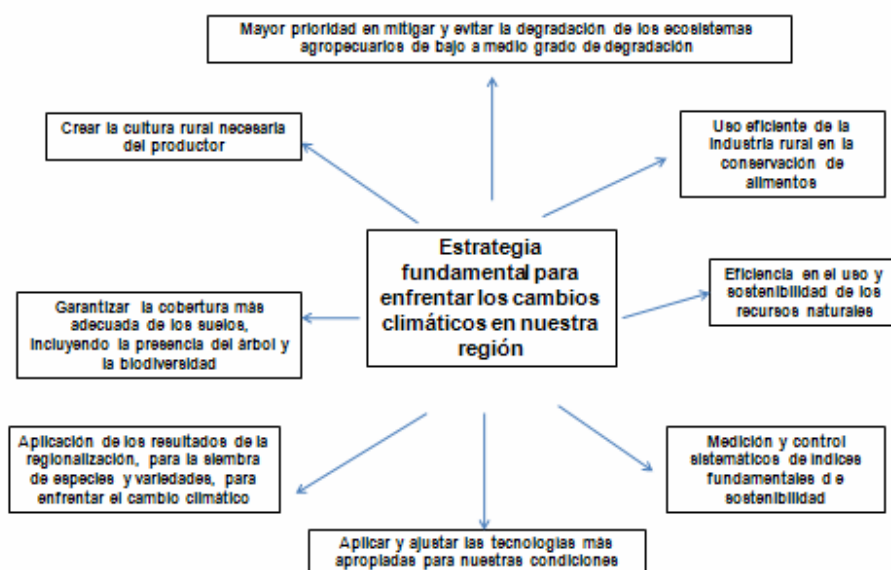 Mayor prioridad en mitigar y evitar la degradación de los ecosistemas
agropecuarios de bajo a medio grado de degradación
Crear la cultura rural necesaria
del productor
Uso eficiente de la
industria rural en la
conservación de
alimentos
Estrategia
fundamental para
enfrentar los cambios
climáticos en nuestra
región
Eficiencia en el uso y
sostenibilidad de los
recursos naturales
Garantizar la cobertura más
adecuada de los suelos,
incluyendo la presencia del árbol y
la biodiversidad
Aplicación de los resultados de la
regionalización, para la siembra
de especies y variedades, para
enfrentar el cambio climático
Medición y control
sistemáticos de índices
fundamentales d e
sostenibilidad
Aplicar y ajustar las tecnologías más
apropiadas para nuestras condiciones